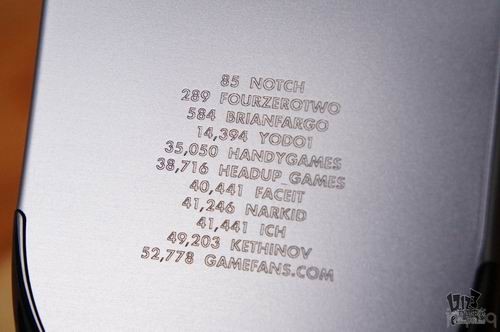 85 NOTCH
289 FOURZEROTWO
584 BRIANFARGO
14,394 YODO1
35,050 HANDYGAMES
38,716 HEADUP_GAMES
40,441 FACEIT
41,246 NARKID
41,441 ICH
49,203 KETHINOV
52,778 GAMEFANS.COM